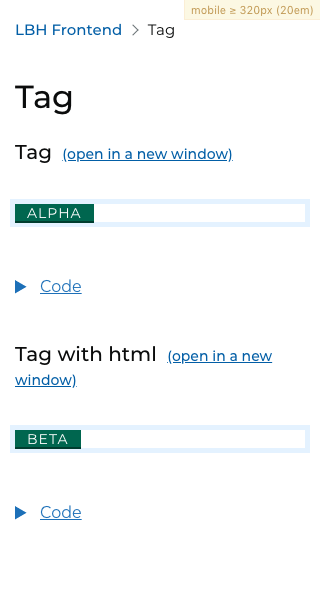 mobile ≥ 320px (20em)
LBH Frontend > Tag
Tag
Tag (open in a new window)
ALPHA
Code
Tag with html (open in a new
window)
BETA
Code